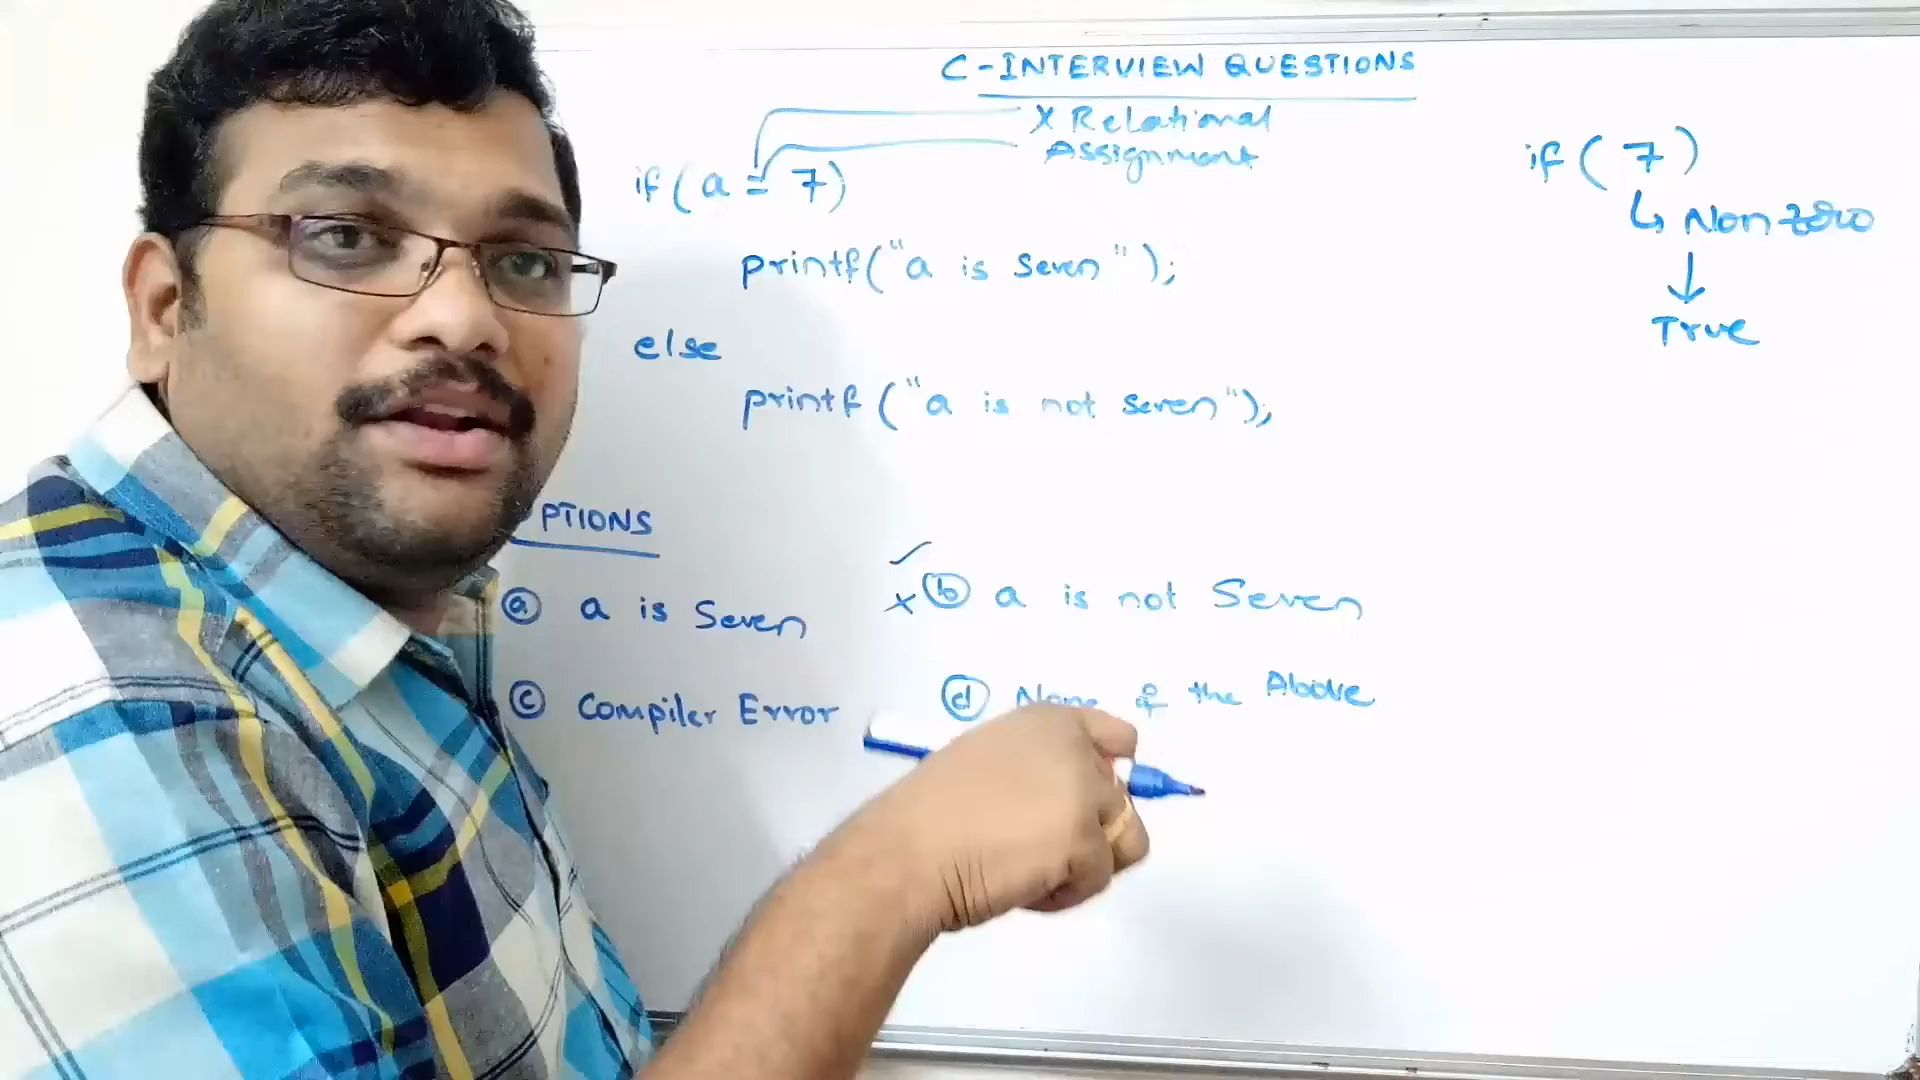 C-INTERVIEW QUESTIONS
X Relational
Assignment
if (a = 7)
printf("a is seven");
else
printf("a is not seven");
PTIONS
a a is Seven
✓
x b a is not Seven
c Compiler Error
d None of the Above
if (7)
↳ Non zero
↓
True